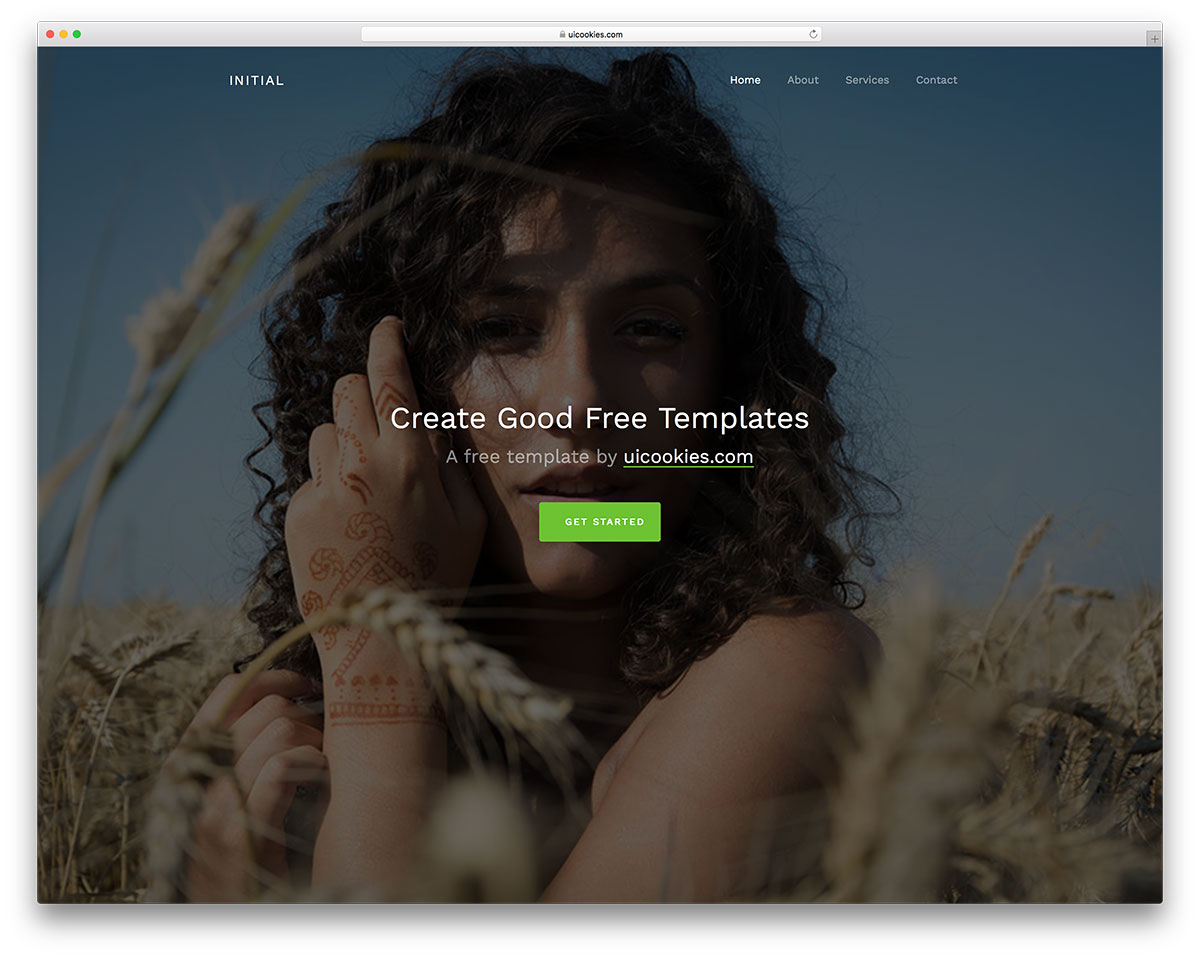 uicookies.com
INITIAL
Home About Services Contact
Create Good Free Templates
A free template by uicookies.com
GET STARTED